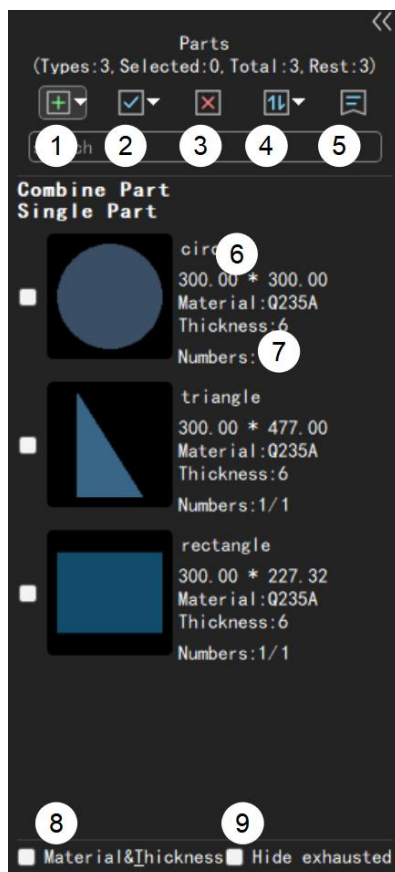 Parts
(Types:3, Selected:0, Total:3, Rest:3)
1 2 3 4 5
Combine Part
Single Part
6
300.00 * 300.00
Material:Q235A
Thickness:6
Numbers: 7
triangle
300.00 * 477.00
Material:Q235A
Thickness:6
Numbers:1/1
rectangle
300.00 * 227.32
Material:Q235A
Thickness:6
Numbers:1/1
8 9
Material&Thickness Hide exhausted